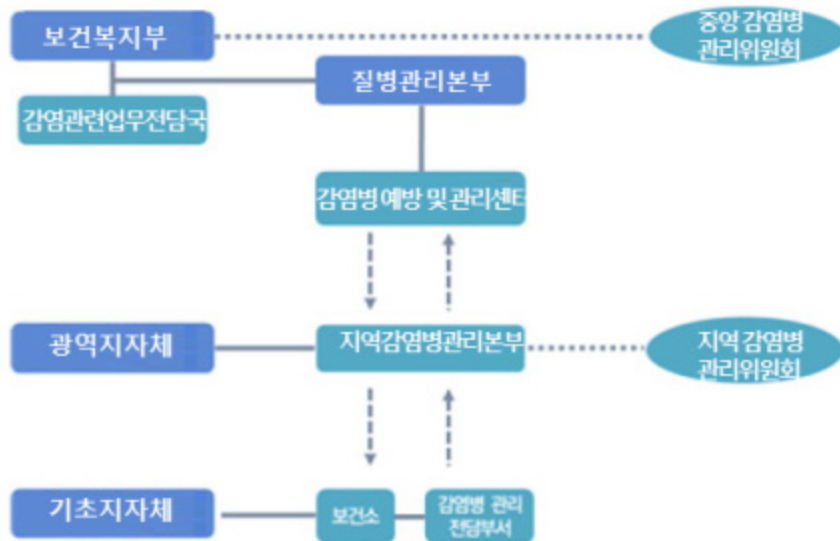 보건복지부
중앙 감염병
관리위원회
질병관리본부
감염관련업무전담국
감염병 예방 및 관리센터
광역지자체
지역감염병관리본부
지역 감염병
관리위원회
기초지자체
보건소
감염병 관리
전담부서